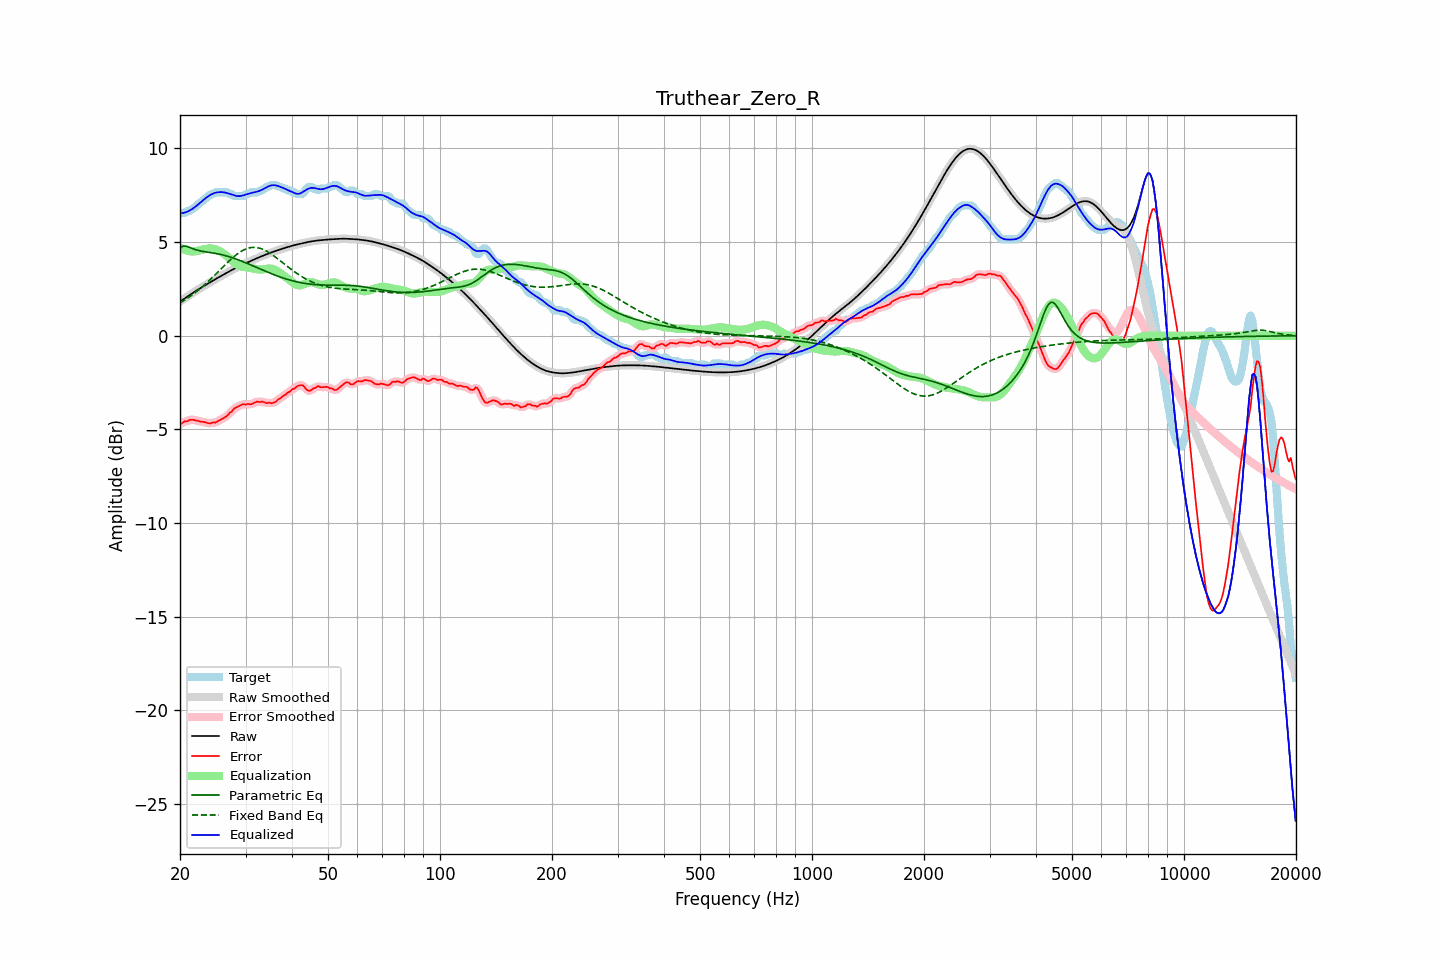 Truthear_Zero_R
Amplitude (dBr)
10
5
0
−5
−10
−15
−20
−25
Target
Raw Smoothed
Error Smoothed
Raw
Error
Equalization
Parametric Eq
Fixed Band Eq
Equalized
20 50 100 200 500 1000 2000 5000 10000 20000
Frequency (Hz)